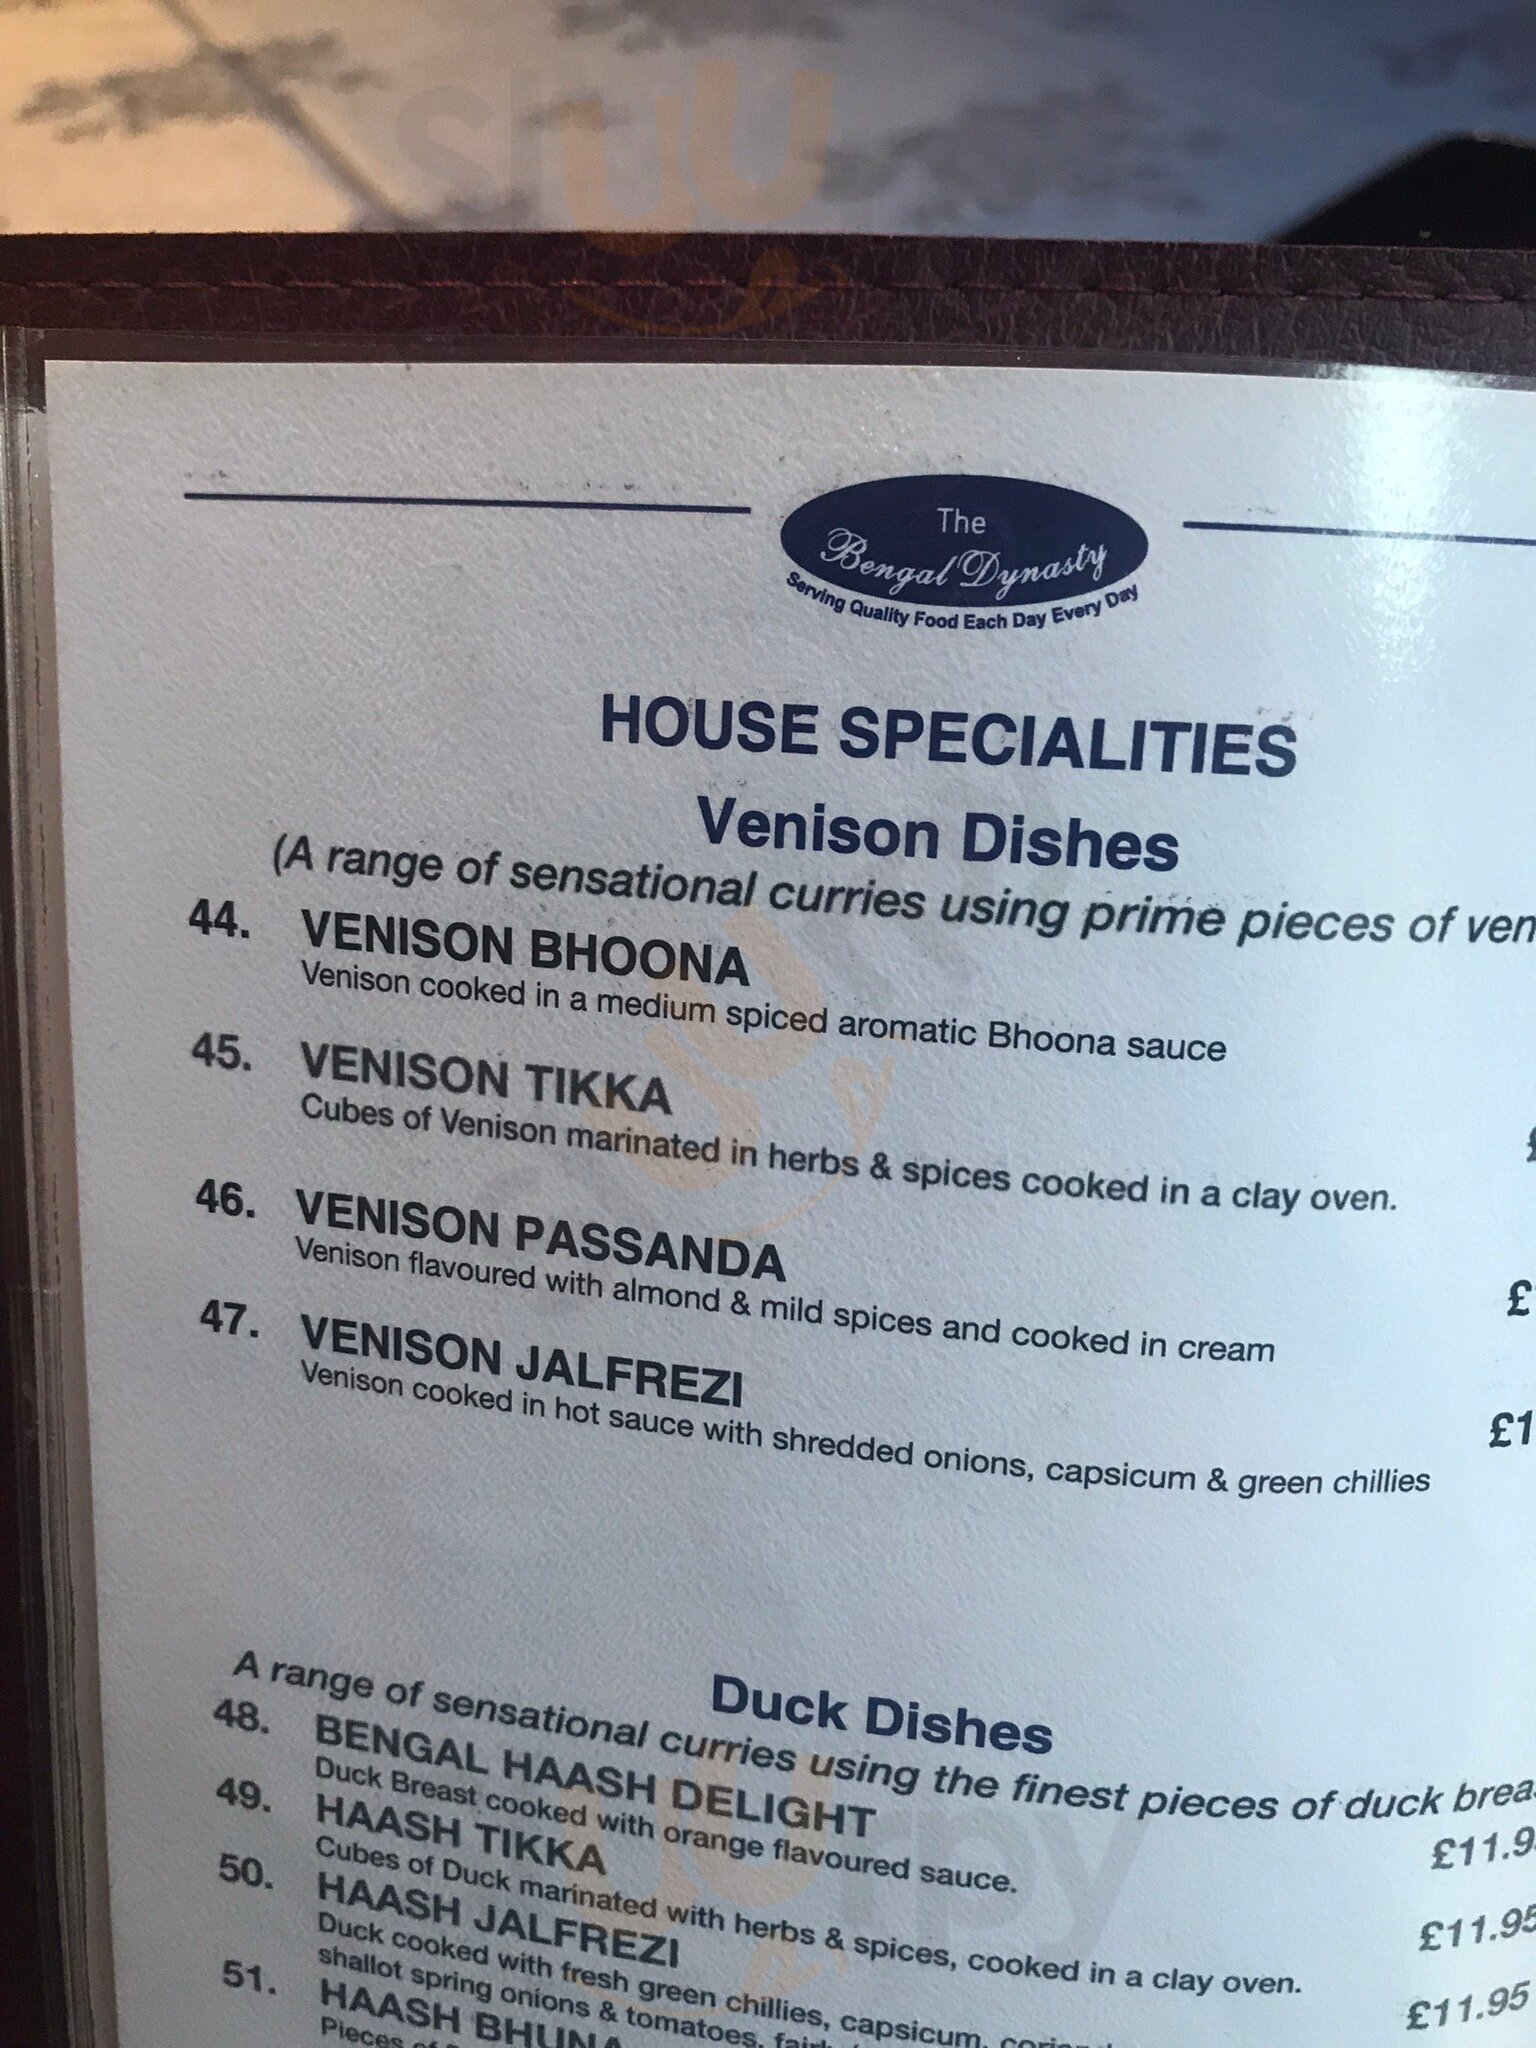 The
Bengal Dynasty
Serving Quality Food Each Day Every Day
HOUSE SPECIALITIES
Venison Dishes
(A range of sensational curries using prime pieces of ven
44. VENISON BHOONA
Venison cooked in a medium spiced aromatic Bhoona sauce
45. VENISON TIKKA
Cubes of Venison marinated in herbs & spices cooked in a clay oven.
46. VENISON PASSANDA £
Venison flavoured with almond & mild spices and cooked in cream
47. VENISON JALFREZI £1
Venison cooked in hot sauce with shredded onions, capsicum & green chillies
Duck Dishes
A range of sensational curries using the finest pieces of duck brea
48. BENGAL HAASH DELIGHT £11.9
Duck Breast cooked with orange flavoured sauce.
49. HAASH TIKKA £11.95
Cubes of Duck marinated with herbs & spices, cooked in a clay oven.
50. HAASH JALFREZI £11.95
Duck cooked with fresh green chillies, capsicum,
shallot spring onions & tomatoes,
51. HAASH BHUNA
Pieces